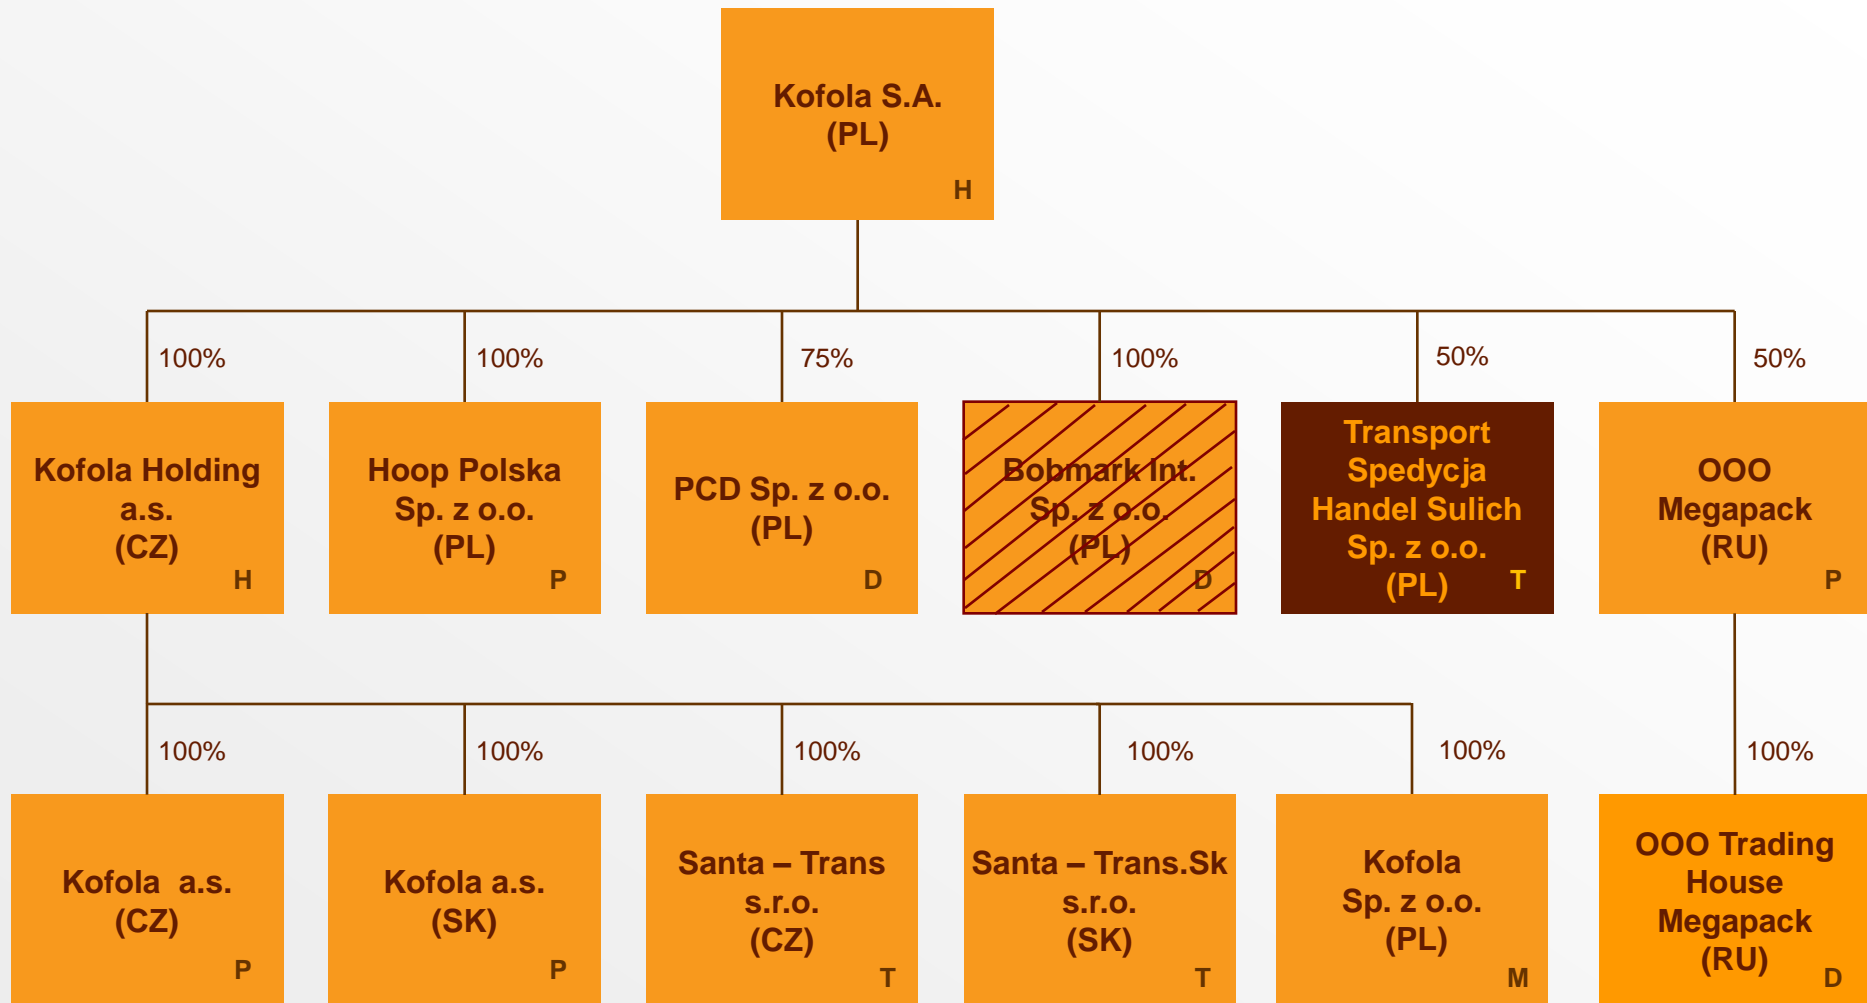 Kofola S.A.
(PL)
H
100%
100%
75%
100%
50%
50%
Kofola Holding
a.s.
(CZ)
H
Hoop Polska
Sp. z o.o.
(PL)
P
PCD Sp. z o.o.
(PL)
D
Bobmark Int.
Sp. z o.o.
(PL)
D
Transport
Spedycja
Handel Sulich
Sp. z o.o.
(PL)
T
OOO
Megapack
(RU)
P
100%
100%
100%
100%
100%
100%
Kofola a.s.
(CZ)
P
Kofola a.s.
(SK)
P
Santa – Trans
s.r.o.
(CZ)
T
Santa – Trans.Sk
s.r.o.
(SK)
T
Kofola
Sp. z o.o.
(PL)
M
OOO Trading
House
Megapack
(RU)
D